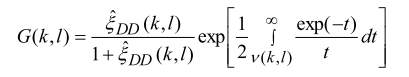 G(k,l) = \frac{\hat{\xi}_{DD}(k,l)}{1+\hat{\xi}_{DD}(k,l)} \exp\left[\frac{1}{2} \int_{\nu(k,l)}^{\infty} \frac{\exp(-t)}{t} dt\right]